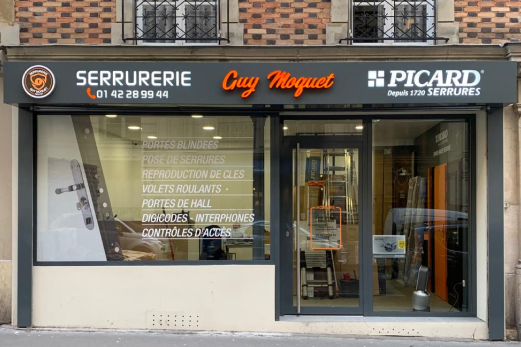 SERRURERIE
01 42 28 99 44
Guy Moquet
PICARD®
Depuis 1720 SERRURES
PORTES BLINDÉES
POSE DE SERRURES
REPRODUCTION DE CLÉS
VOLETS ROULANTS -
PORTES DE HALL
DIGICODES - INTERPHONES
CONTRÔLES D'ACCÈS